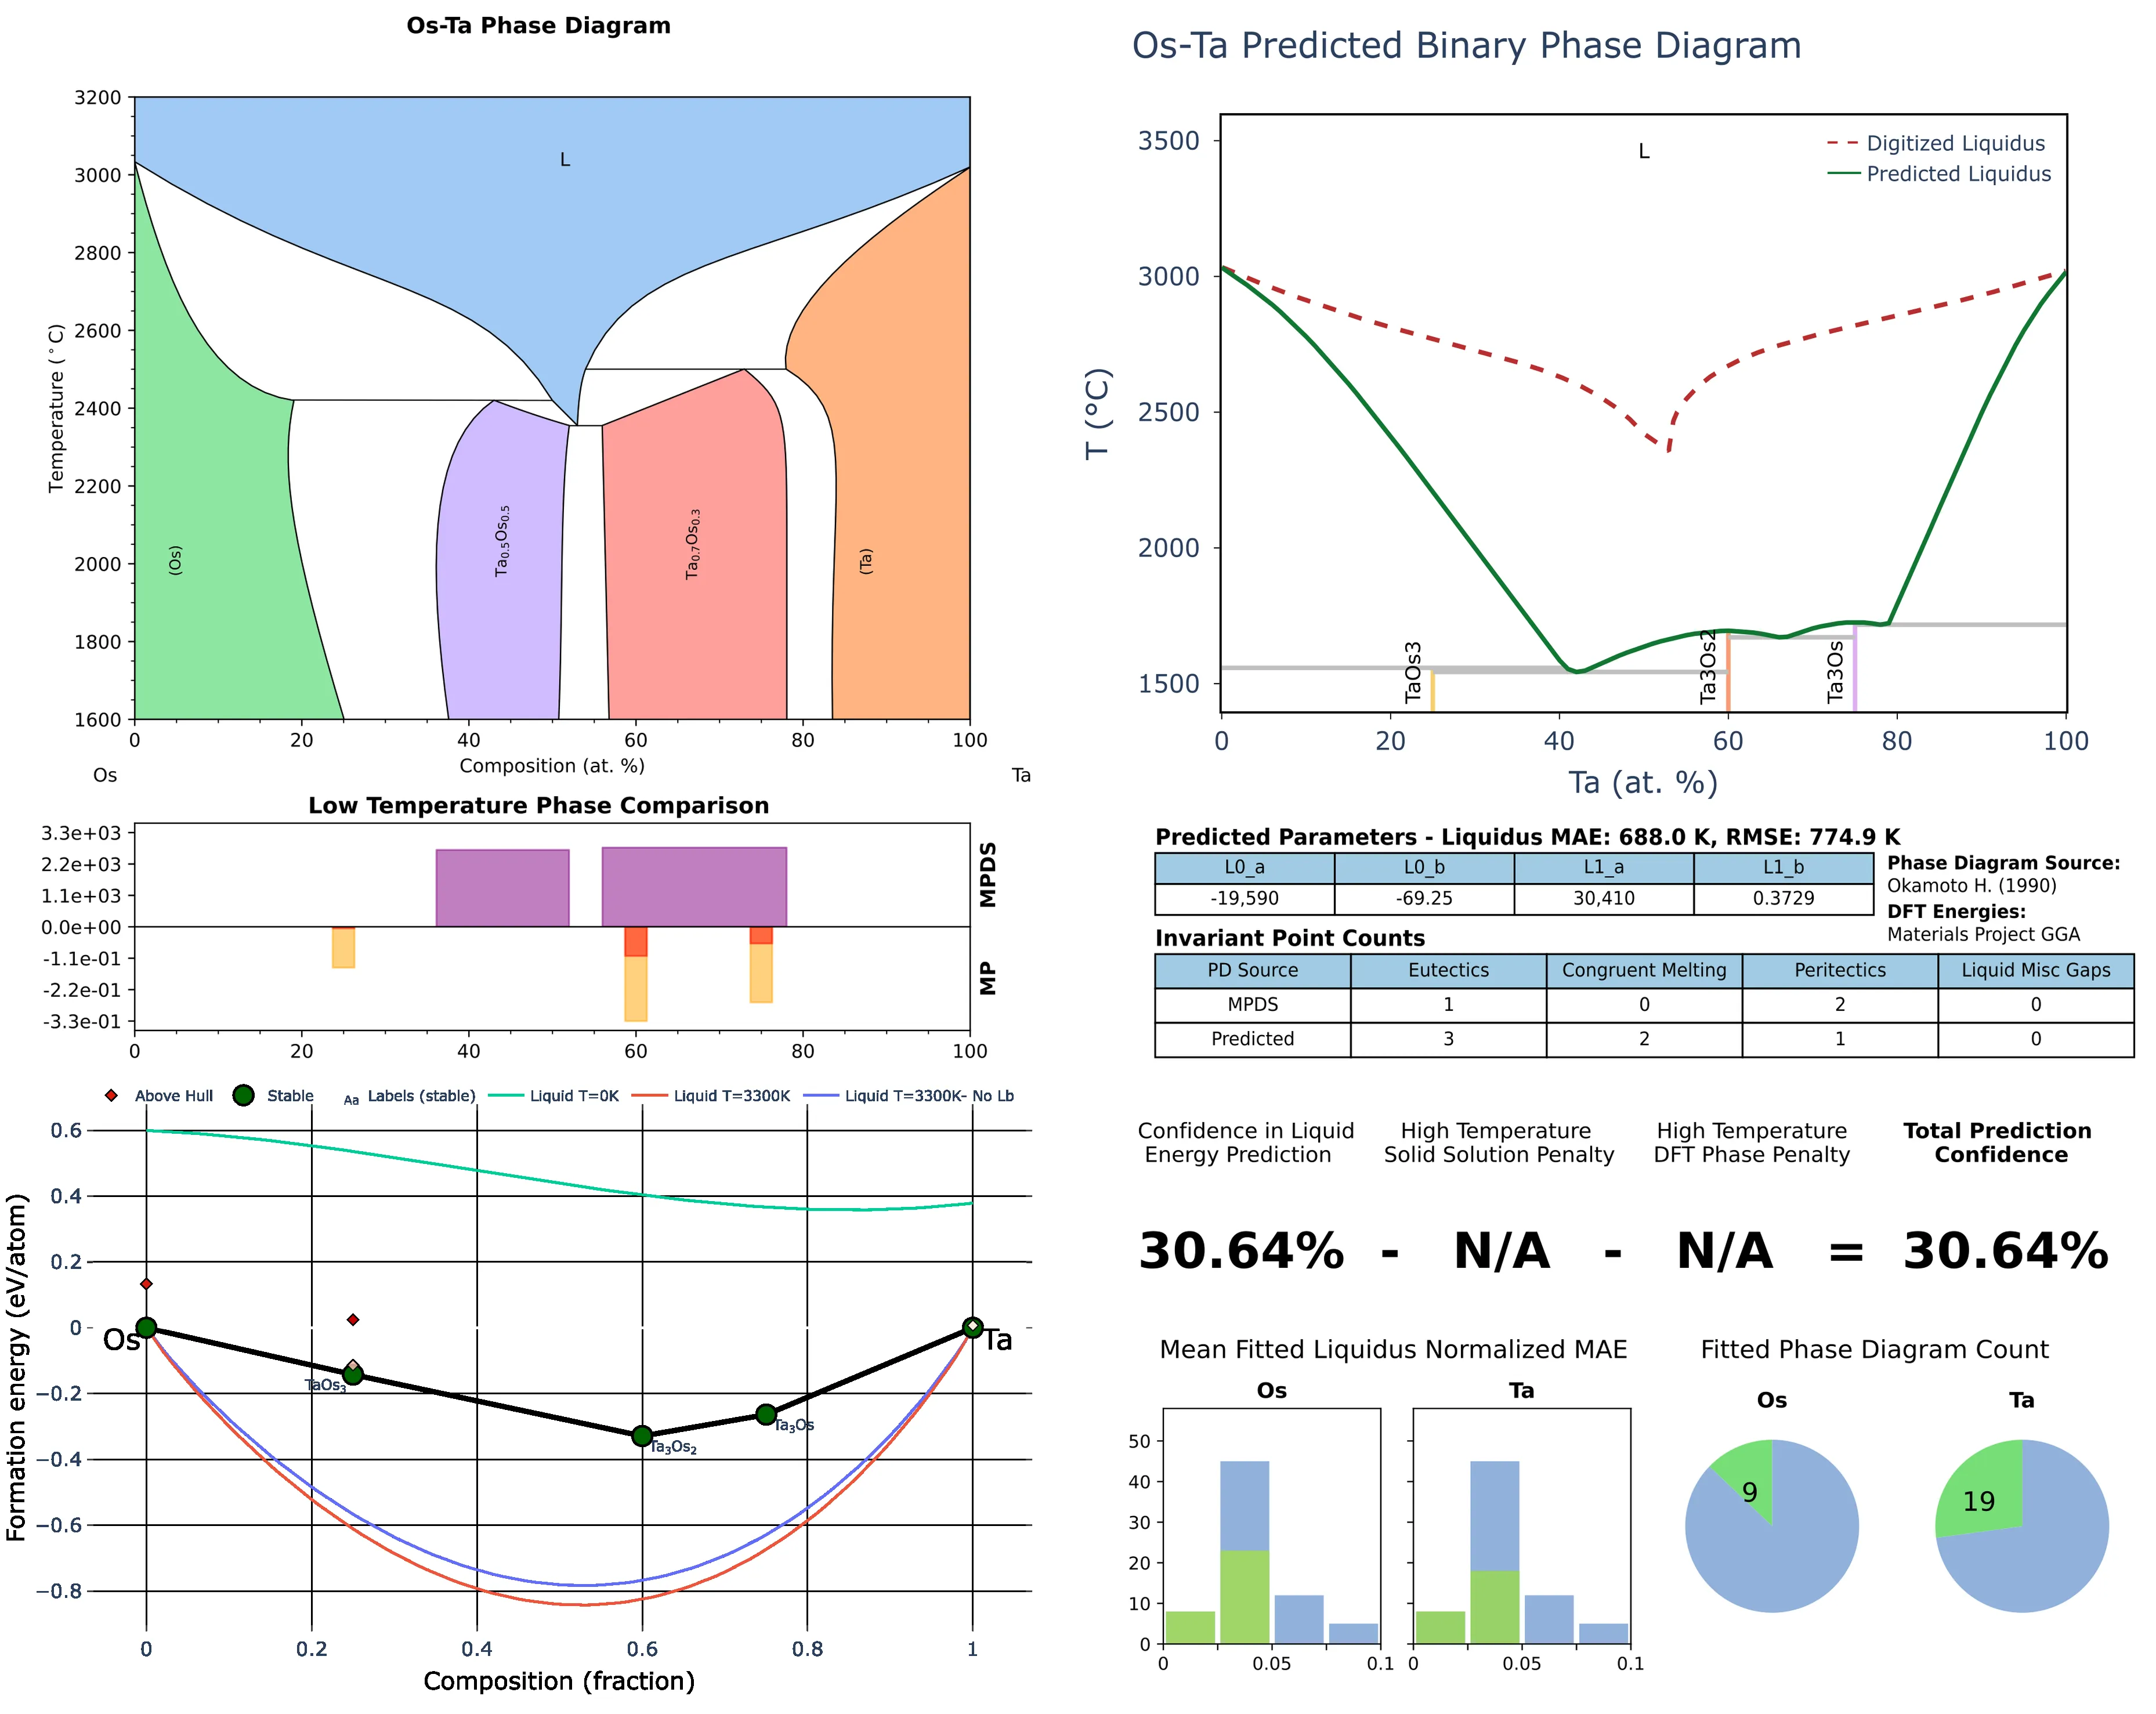 Os-Ta Phase Diagram
3200
3000
2800
2600
2400
2200
2000
1800
1600
Temperature (°C)
L
(Os)
Ta0.5Os0.5
Ta0.7Os0.3
(Ta)
0 20 40 60 80 100
Composition (at. %)
Os Ta
Low Temperature Phase Comparison
3.3e+03
2.2e+03
1.1e+03
0.0e+00
-1.1e-01
-2.2e-01
-3.3e-01
MPDS
MP
0 20 40 60 80 100
Above Hull Stable Aa Labels (stable) Liquid T=0K Liquid T=3300K Liquid T=3300K- No Lb
0.6
0.4
0.2
0
−0.2
−0.4
−0.6
−0.8
Formation energy (eV/atom)
Os
TaOs3
Ta3Os2
Ta3Os
Ta
0 0.2 0.4 0.6 0.8 1
Composition (fraction)
Os-Ta Predicted Binary Phase Diagram
3500
3000
2500
2000
1500
T (°C)
L
Digitized Liquidus
Predicted Liquidus
TaOs3
Ta3Os2
Ta3Os
0 20 40 60 80 100
Ta (at. %)
Predicted Parameters - Liquidus MAE: 688.0 K, RMSE: 774.9 K
L0_a L0_b L1_a L1_b
-19,590 -69.25 30,410 0.3729
Phase Diagram Source:
Okamoto H. (1990)
DFT Energies:
Materials Project GGA
Invariant Point Counts
PD Source Eutectics Congruent Melting Peritectics Liquid Misc Gaps
MPDS 1 0 2 0
Predicted 3 2 1 0
Confidence in Liquid
Energy Prediction
High Temperature
Solid Solution Penalty
High Temperature
DFT Phase Penalty
Total Prediction
Confidence
30.64% - N/A - N/A = 30.64%
Mean Fitted Liquidus Normalized MAE
Os Ta
50
40
30
20
10
0
0 0.05 0.1
0 0.05 0.1
Fitted Phase Diagram Count
Os Ta
9 19